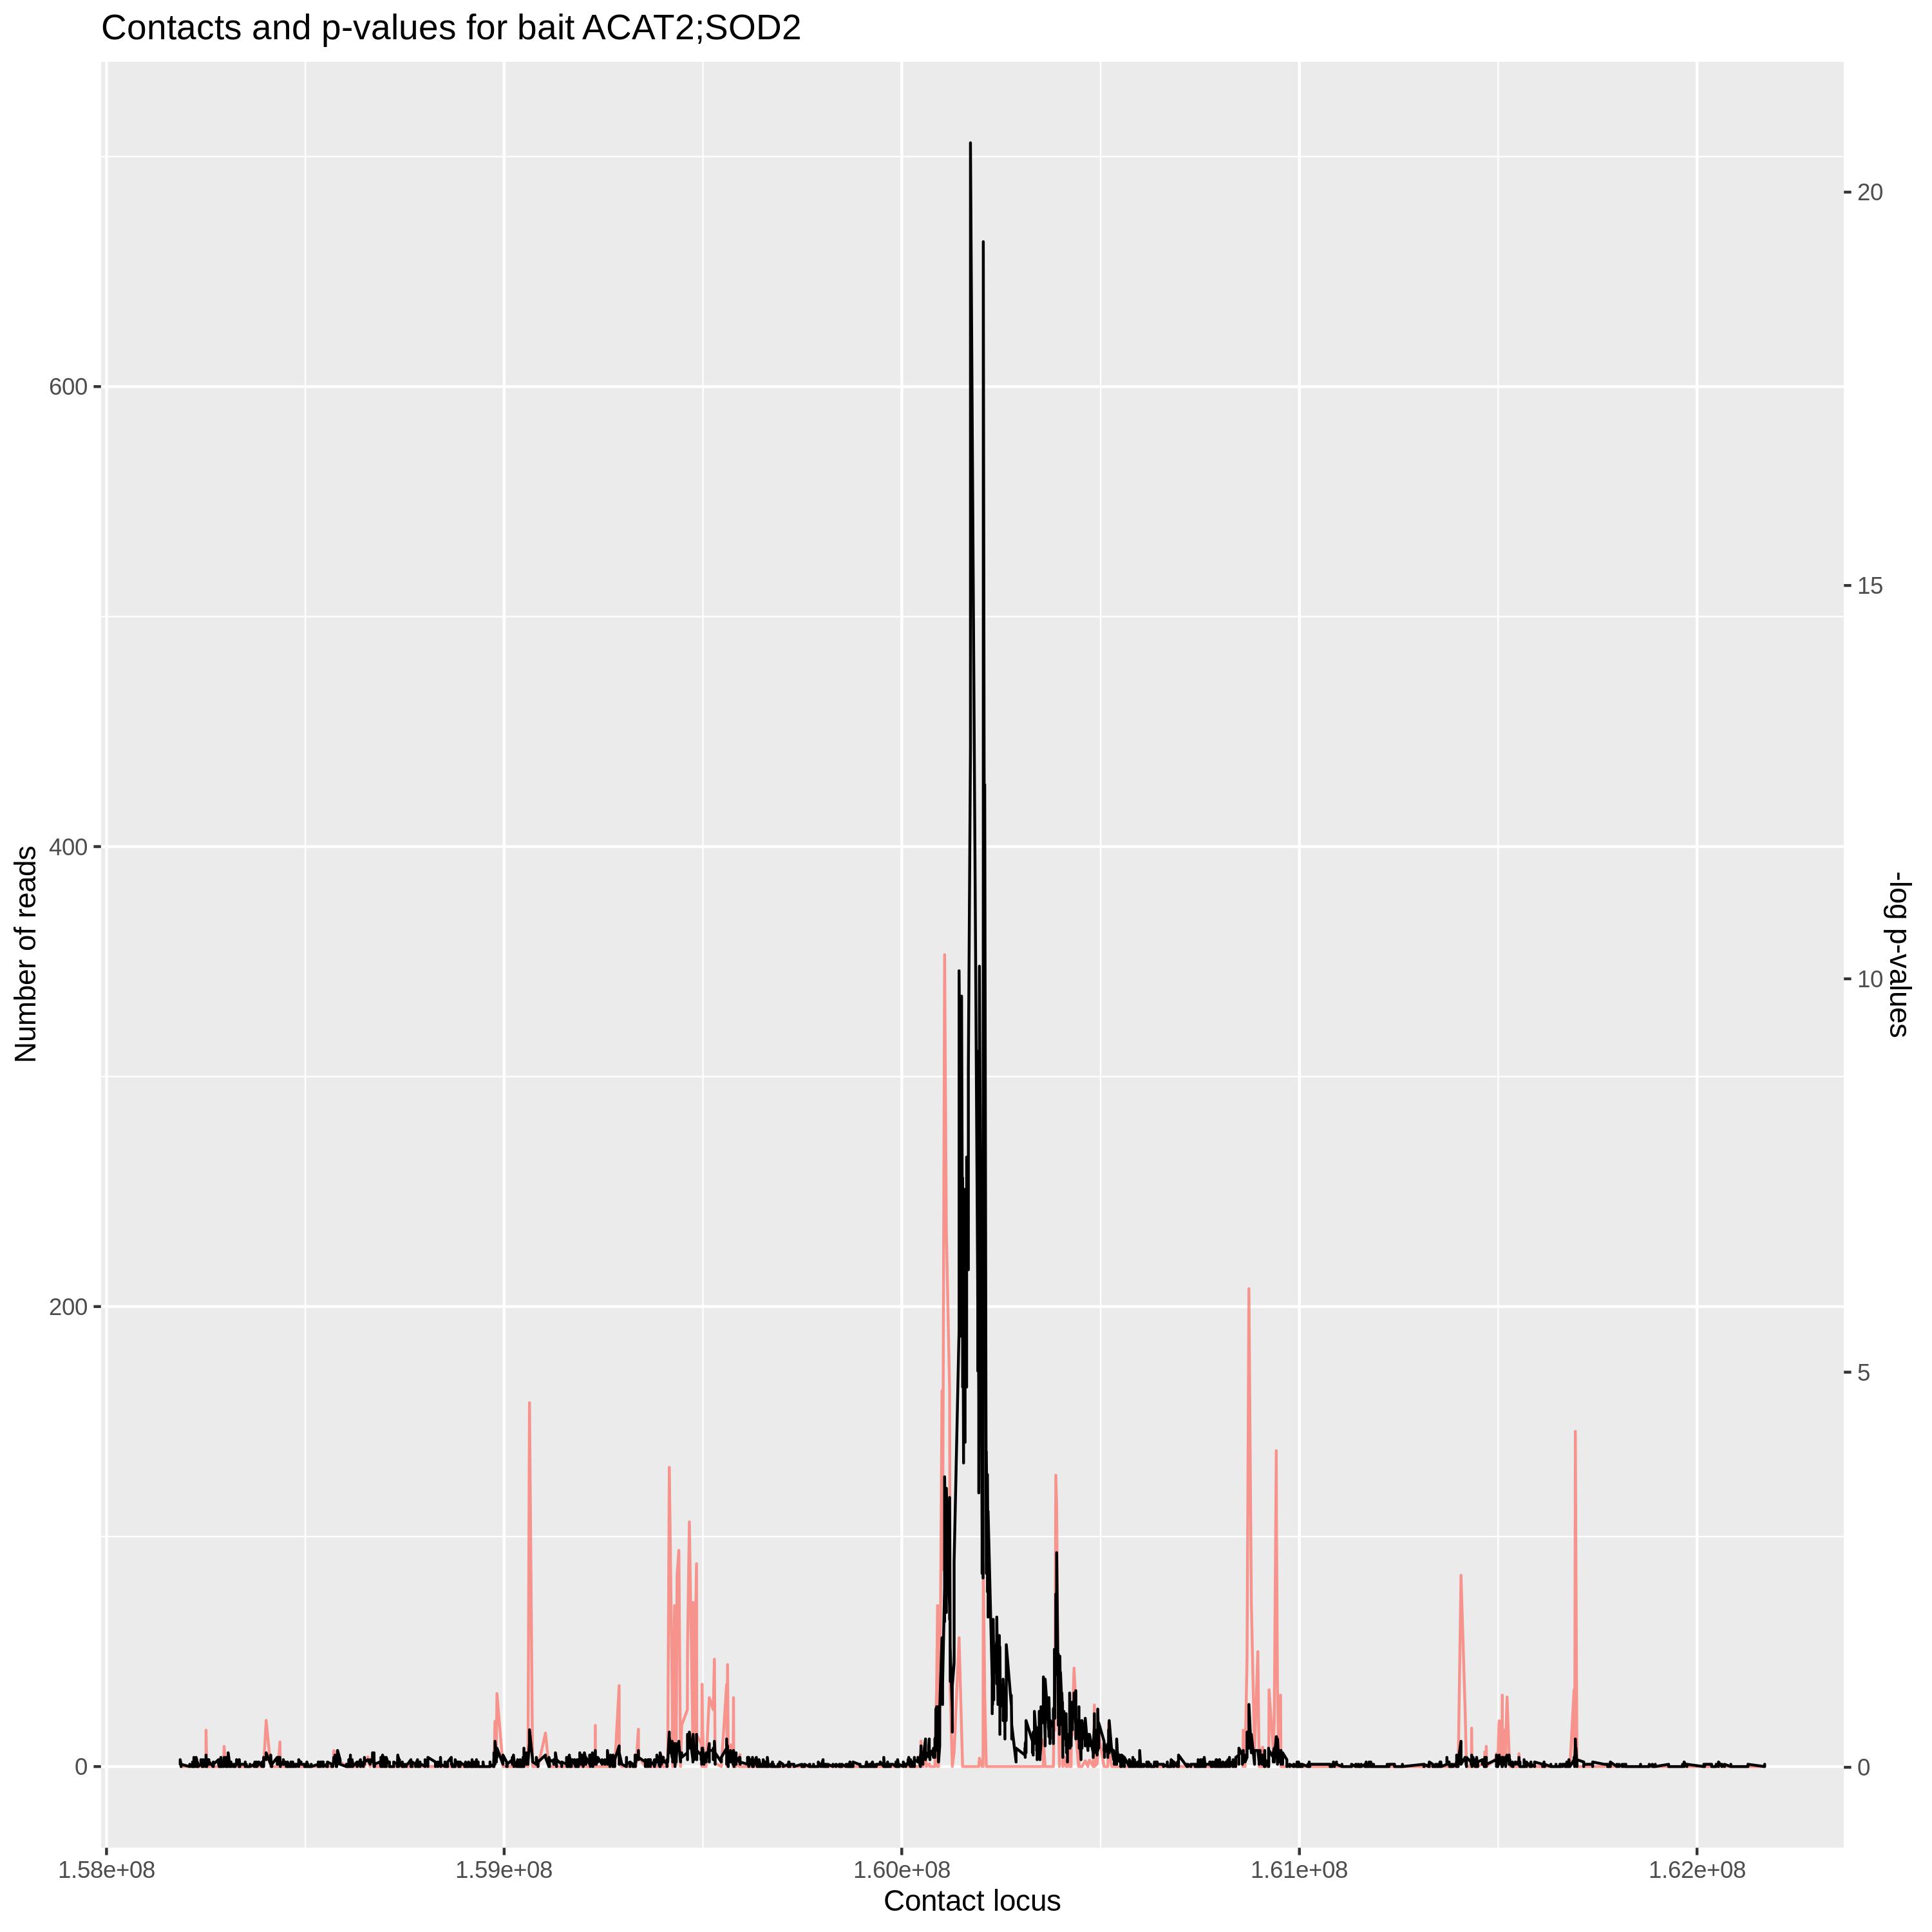 Contacts and p-values for bait ACAT2;SOD2
Number of reads
600
400
200
0
20
15
10
5
0
-log p-values
1.58e+08 1.59e+08 1.60e+08 1.61e+08 1.62e+08
Contact locus